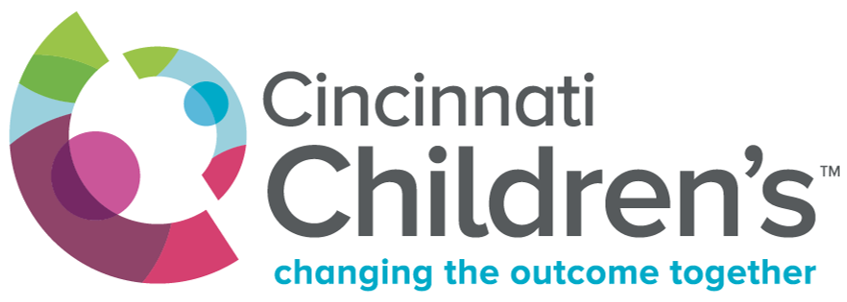 Cincinnati
Children's™
changing the outcome together